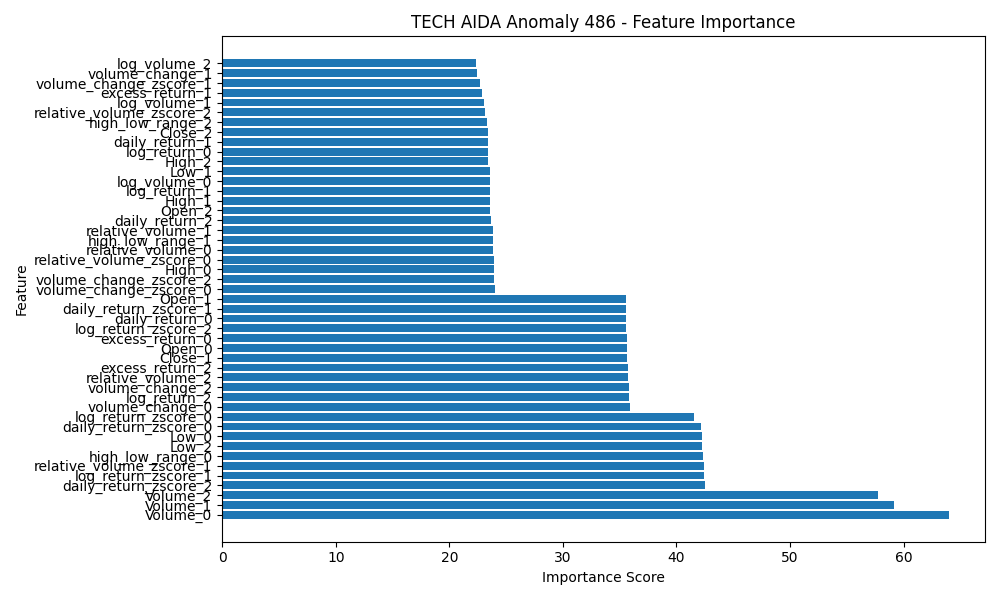 TECH AIDA Anomaly 486 - Feature Importance
log_volume_2
volume_change_1
volume_change_zscore_1
excess_return_1
log_volume_1
relative_volume_zscore_2
high_low_range_2
Close_2
daily_return_1
log_return_0
High_2
Low_1
log_volume_0
log_return_1
High_1
Open_2
daily_return_2
relative_volume_1
high_low_range_1
relative_volume_0
relative_volume_zscore_0
High_0
volume_change_zscore_2
volume_change_zscore_0
Open_1
daily_return_zscore_1
daily_return_0
log_return_zscore_2
excess_return_0
Open_0
Close_1
excess_return_2
relative_volume_2
volume_change_2
log_return_2
volume_change_0
log_return_zscore_0
daily_return_zscore_0
Low_0
Low_2
high_low_range_0
relative_volume_zscore_1
log_return_zscore_1
daily_return_zscore_2
Volume_2
Volume_1
Volume_0
Feature
0 10 20 30 40 50 60
Importance Score